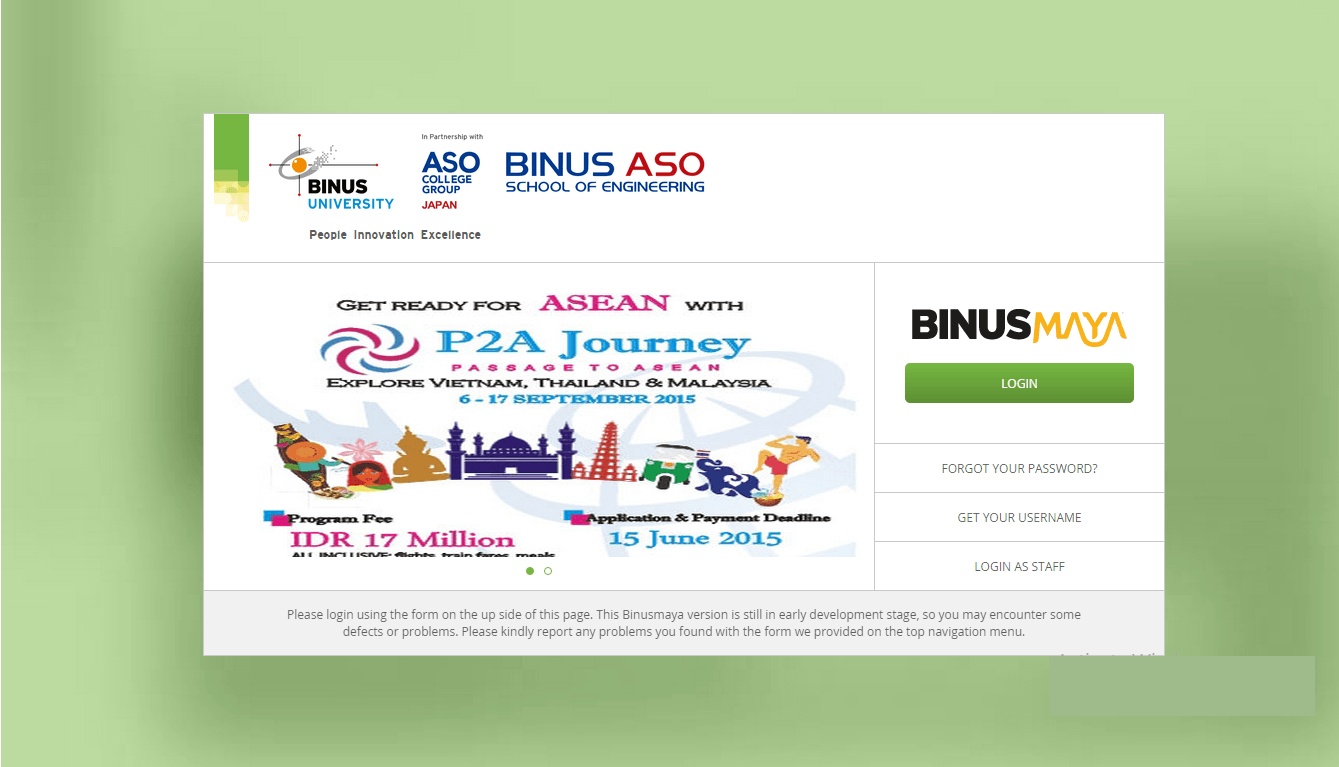 In Partnership with
ASO
COLLEGE
GROUP
JAPAN
BINUS
UNIVERSITY
BINUS ASO
SCHOOL OF ENGINEERING
People Innovation Excellence
GET READY FOR ASEAN WITH
P2A Journey
PASSAGE TO ASEAN
EXPLORE VIETNAM, THAILAND & MALAYSIA
6 - 17 SEPTEMBER 2015
Program Fee
IDR 17 Million
ALL INCLUSIVE: flights, train fares, meals
Application & Payment Deadline
15 June 2015
BINUSMAYA
LOGIN
FORGOT YOUR PASSWORD?
GET YOUR USERNAME
LOGIN AS STAFF
Please login using the form on the up side of this page. This Binusmaya version is still in early development stage, so you may encounter some
defects or problems. Please kindly report any problems you found with the form we provided on the top navigation menu.